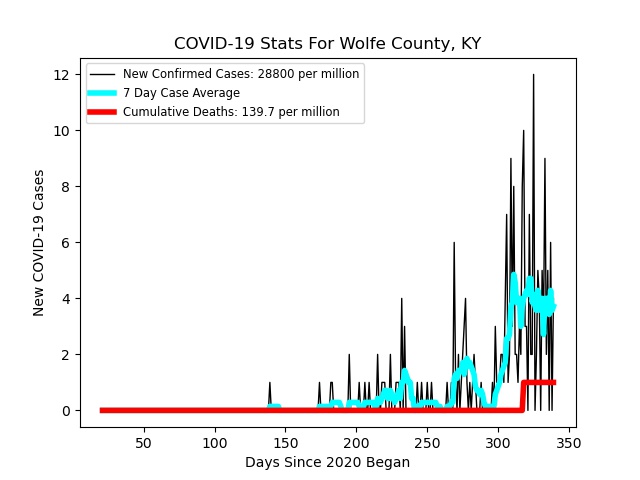 COVID-19 Stats For Wolfe County, KY
New Confirmed Cases: 28800 per million
7 Day Case Average
Cumulative Deaths: 139.7 per million
12
10
8
6
4
2
0
New COVID-19 Cases
50 100 150 200 250 300 350
Days Since 2020 Began